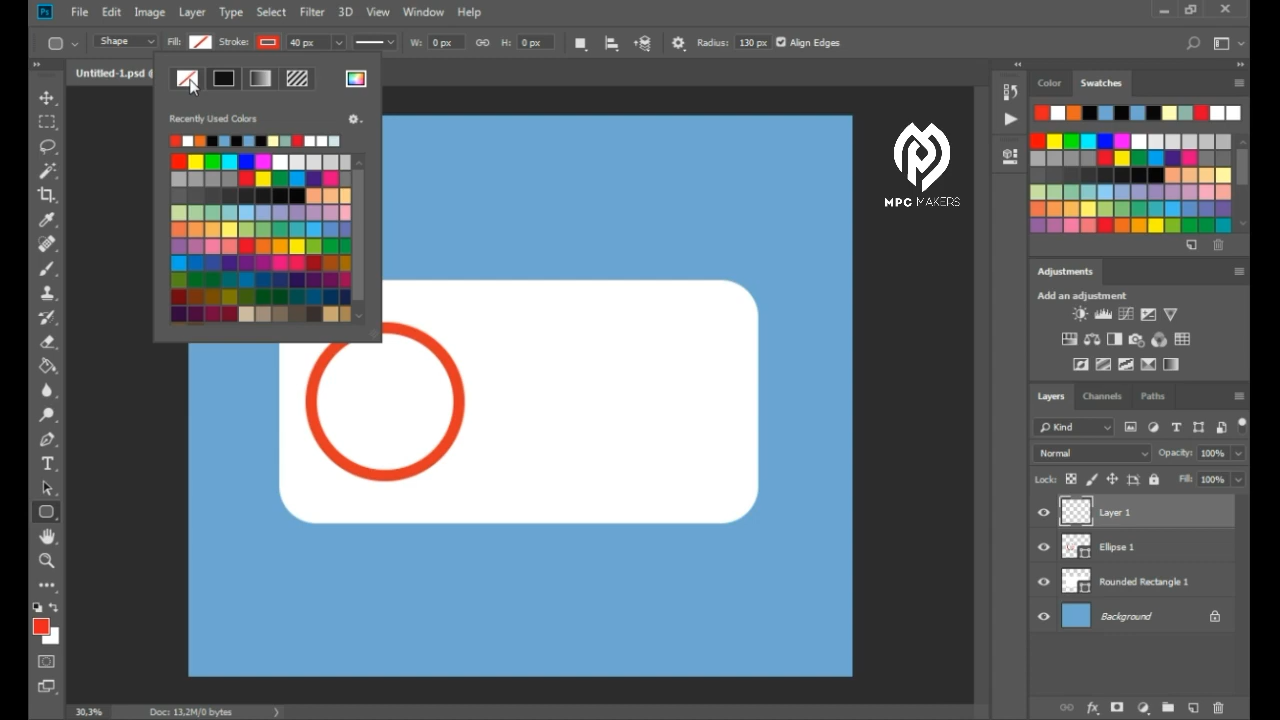 Ps File Edit Image Layer Type Select Filter 3D View Window Help
Shape Fill: Stroke: 40 px W: 0 px H: 0 px Radius: 130 px Align Edges
Untitled-1.psd @
Recently Used Colors
MPC MAKERS
Color Swatches
Adjustments
Add an adjustment
Layers Channels Paths
Kind
Normal Opacity: 100%
Lock: Fill: 100%
Layer 1
Ellipse 1
Rounded Rectangle 1
Background
30,3% Doc: 13,2M/0 bytes